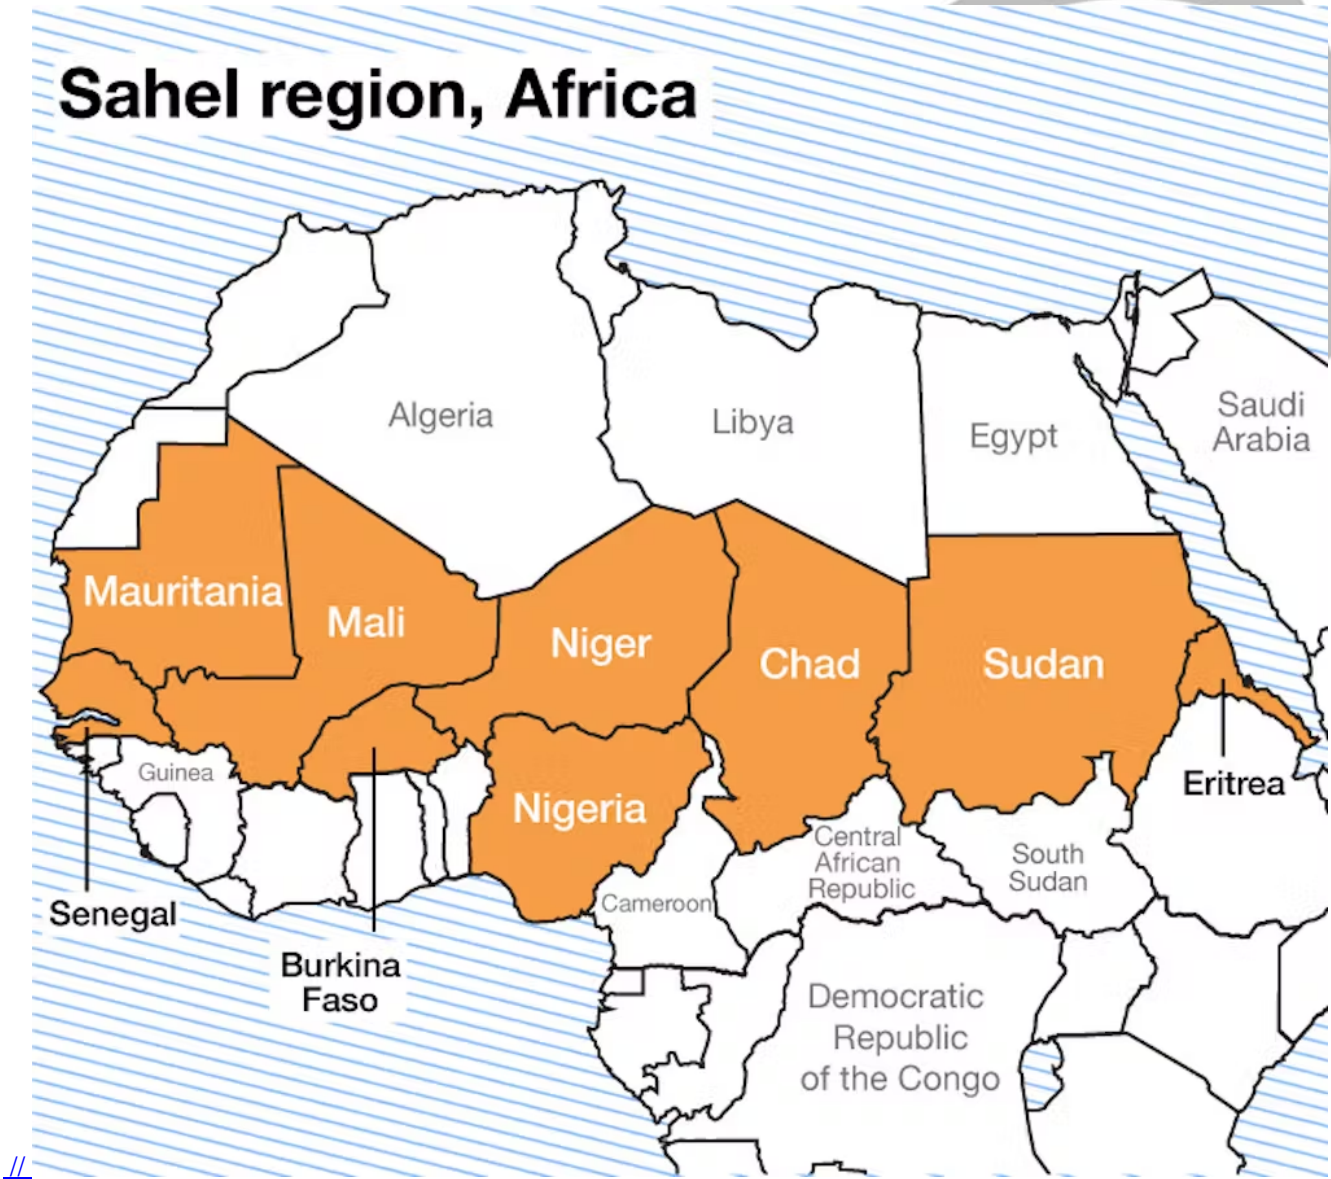 Sahel region, Africa
Algeria
Libya
Egypt
Saudi
Arabia
Mauritania
Mali
Niger
Chad
Sudan
Guinea
Nigeria
Eritrea
Central
African
Republic
South
Sudan
Cameroon
Senegal
Burkina
Faso
Democratic
Republic
of the Congo
//